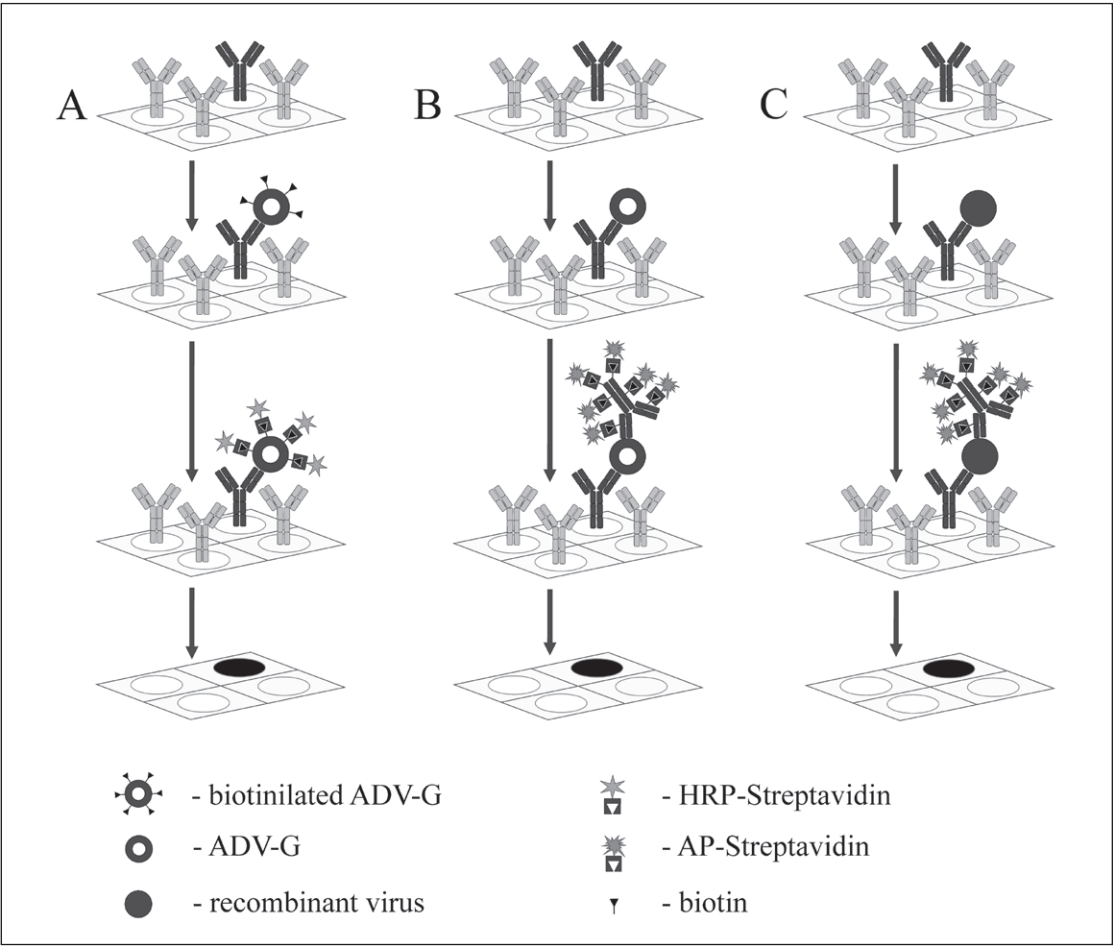 A
B
C
- biotinilated ADV-G
- HRP-Streptavidin
- ADV-G
- AP-Streptavidin
- recombinant virus
- biotin